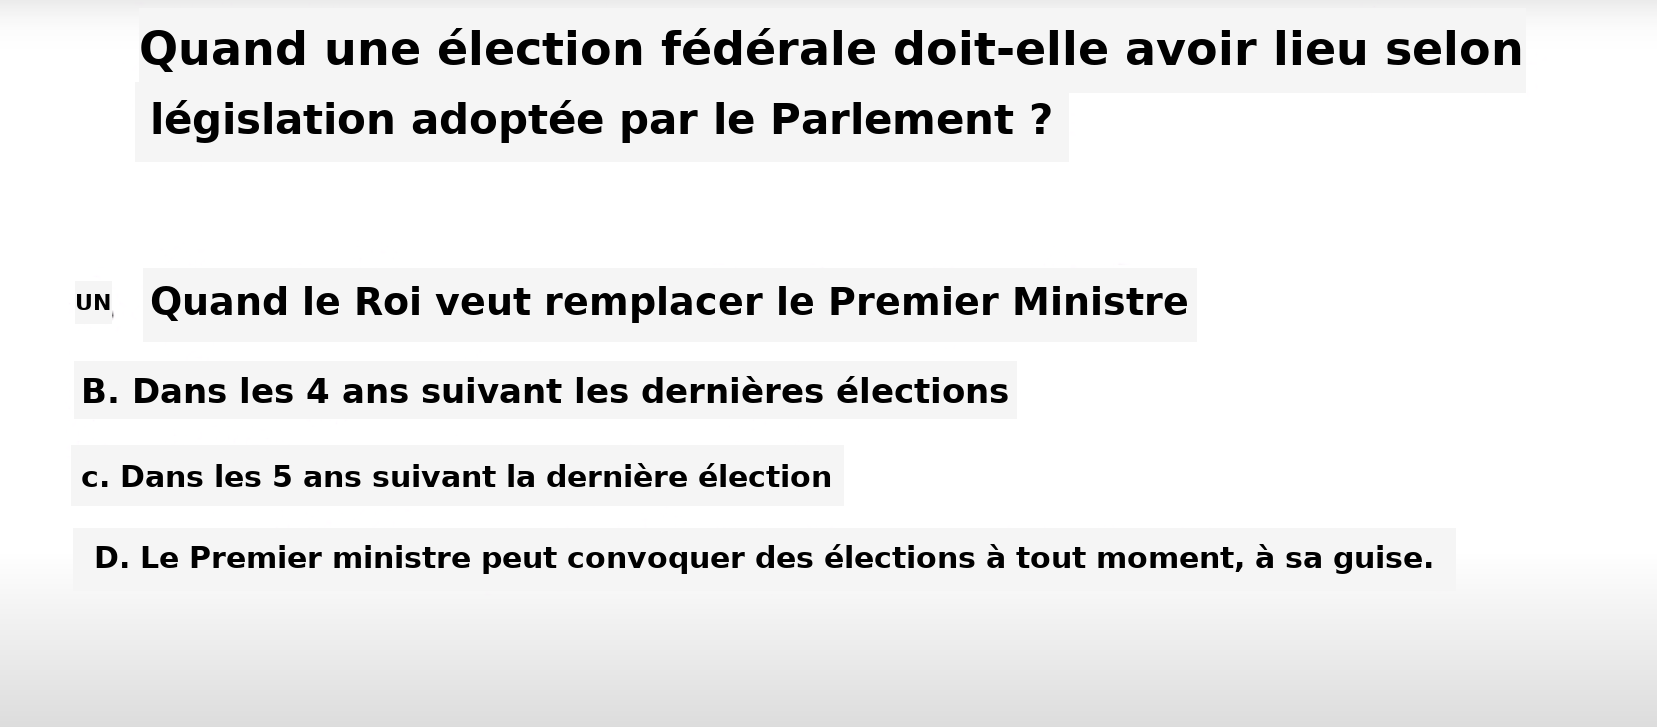 Quand une élection fédérale doit-elle avoir lieu selon
législation adoptée par le Parlement ?
UN, Quand le Roi veut remplacer le Premier Ministre
B. Dans les 4 ans suivant les dernières élections
c. Dans les 5 ans suivant la dernière élection
D. Le Premier ministre peut convoquer des élections à tout moment, à sa guise.